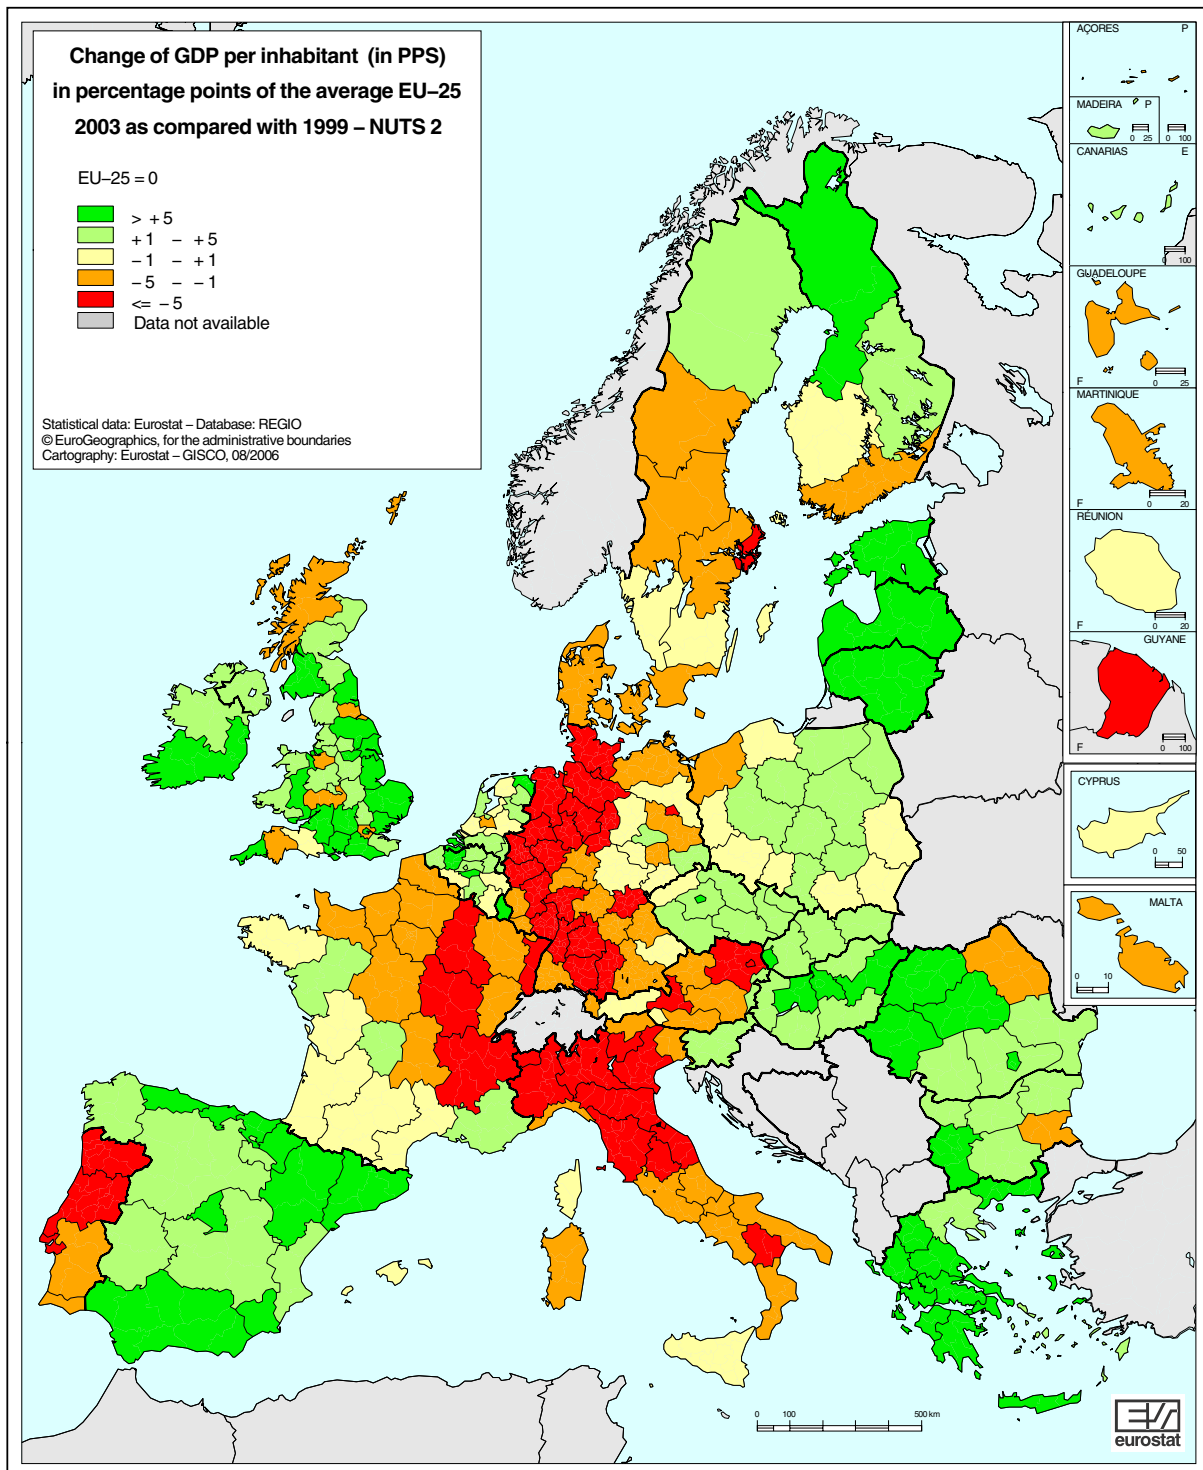 Change of GDP per inhabitant (in PPS)
in percentage points of the average EU–25
2003 as compared with 1999 – NUTS 2
EU–25 = 0
> + 5
+ 1 – + 5
– 1 – + 1
– 5 – – 1
<= – 5
Data not available
Statistical data: Eurostat – Database: REGIO
© EuroGeographics, for the administrative boundaries
Cartography: Eurostat – GISCO, 08/2006
AÇORES P
MADEIRA P
0 25
0 100
CANARIAS E
0 100
GUADELOUPE
F
0 25
MARTINIQUE
F
0 20
RÉUNION
F
0 20
GUYANE
F
0 100
CYPRUS
0 50
MALTA
0 10
0 100 500 km
eurostat